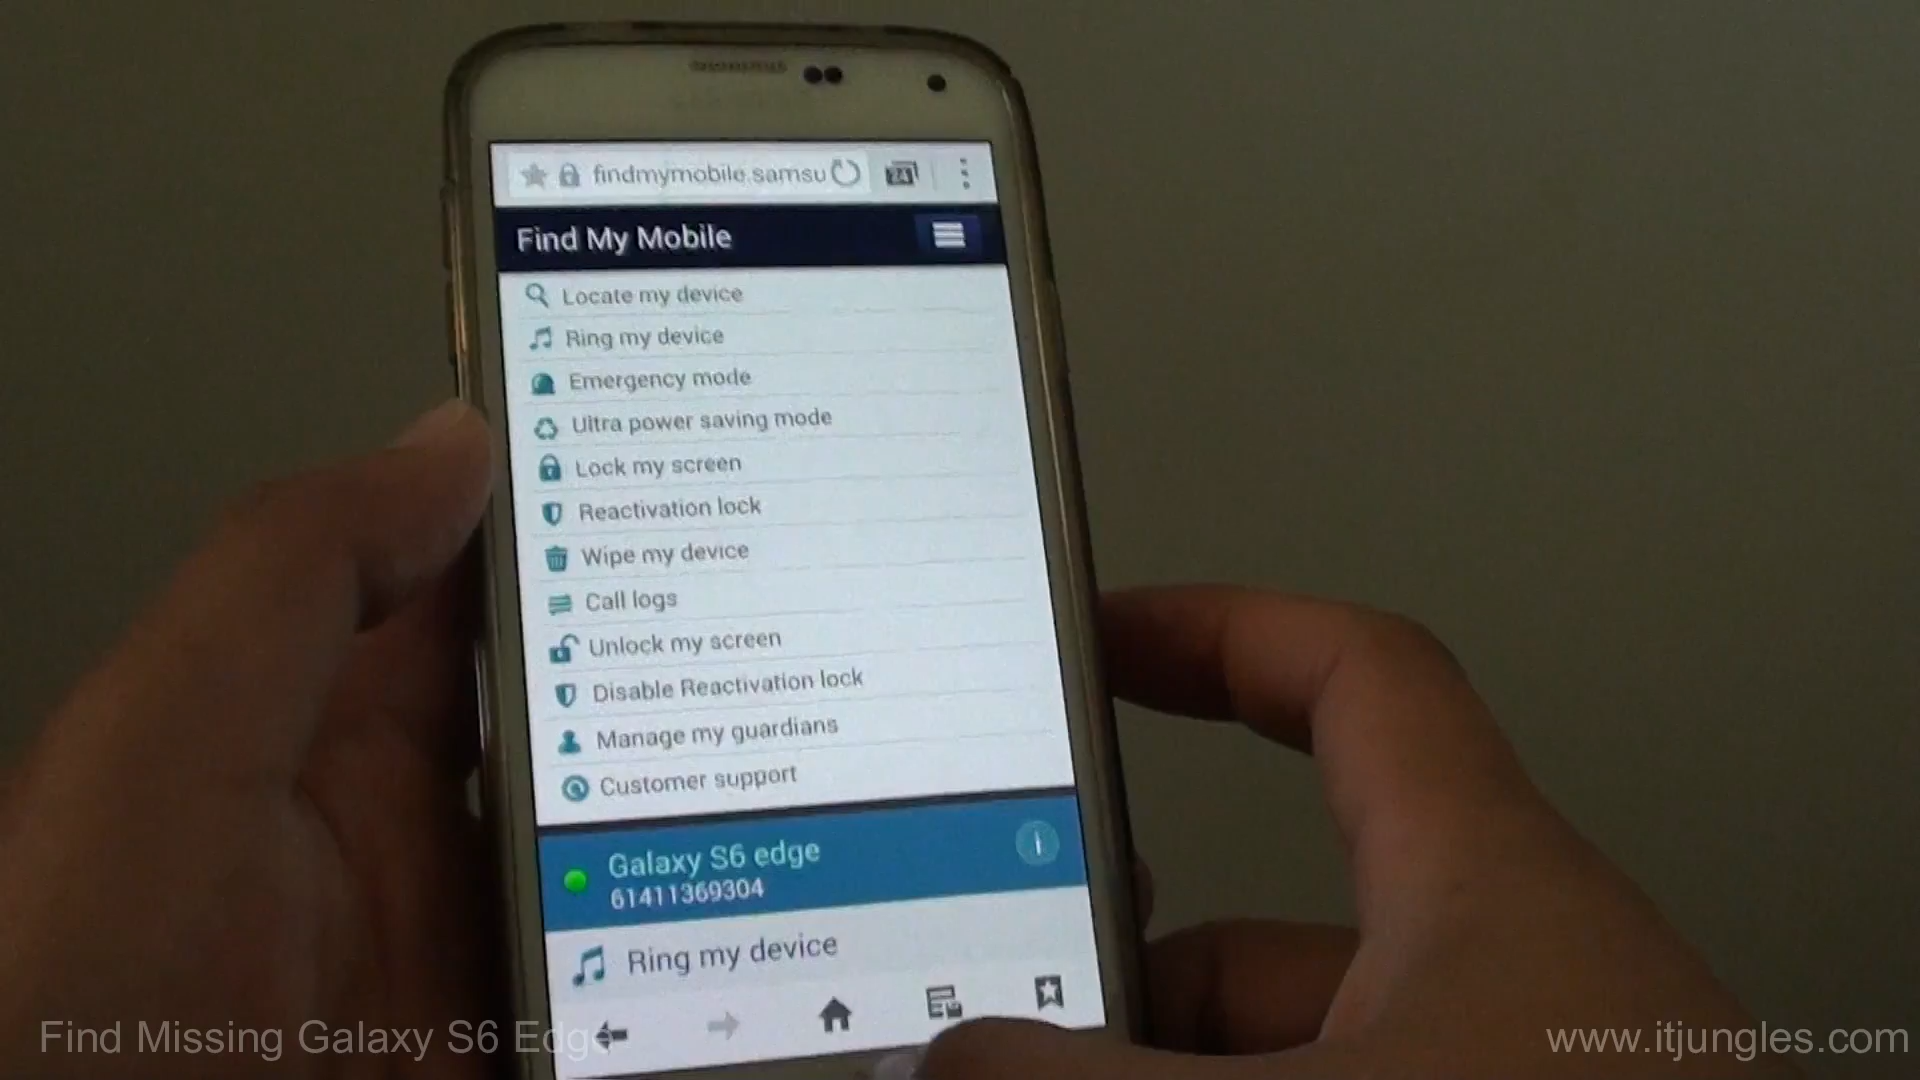 findmymobile.samsu
Find My Mobile
Locate my device
Ring my device
Emergency mode
Ultra power saving mode
Lock my screen
Reactivation lock
Wipe my device
Call logs
Unlock my screen
Disable Reactivation lock
Manage my guardians
Customer support
Galaxy S6 edge
61411369304
Ring my device
Find Missing Galaxy S6 Edge
www.itjungles.com